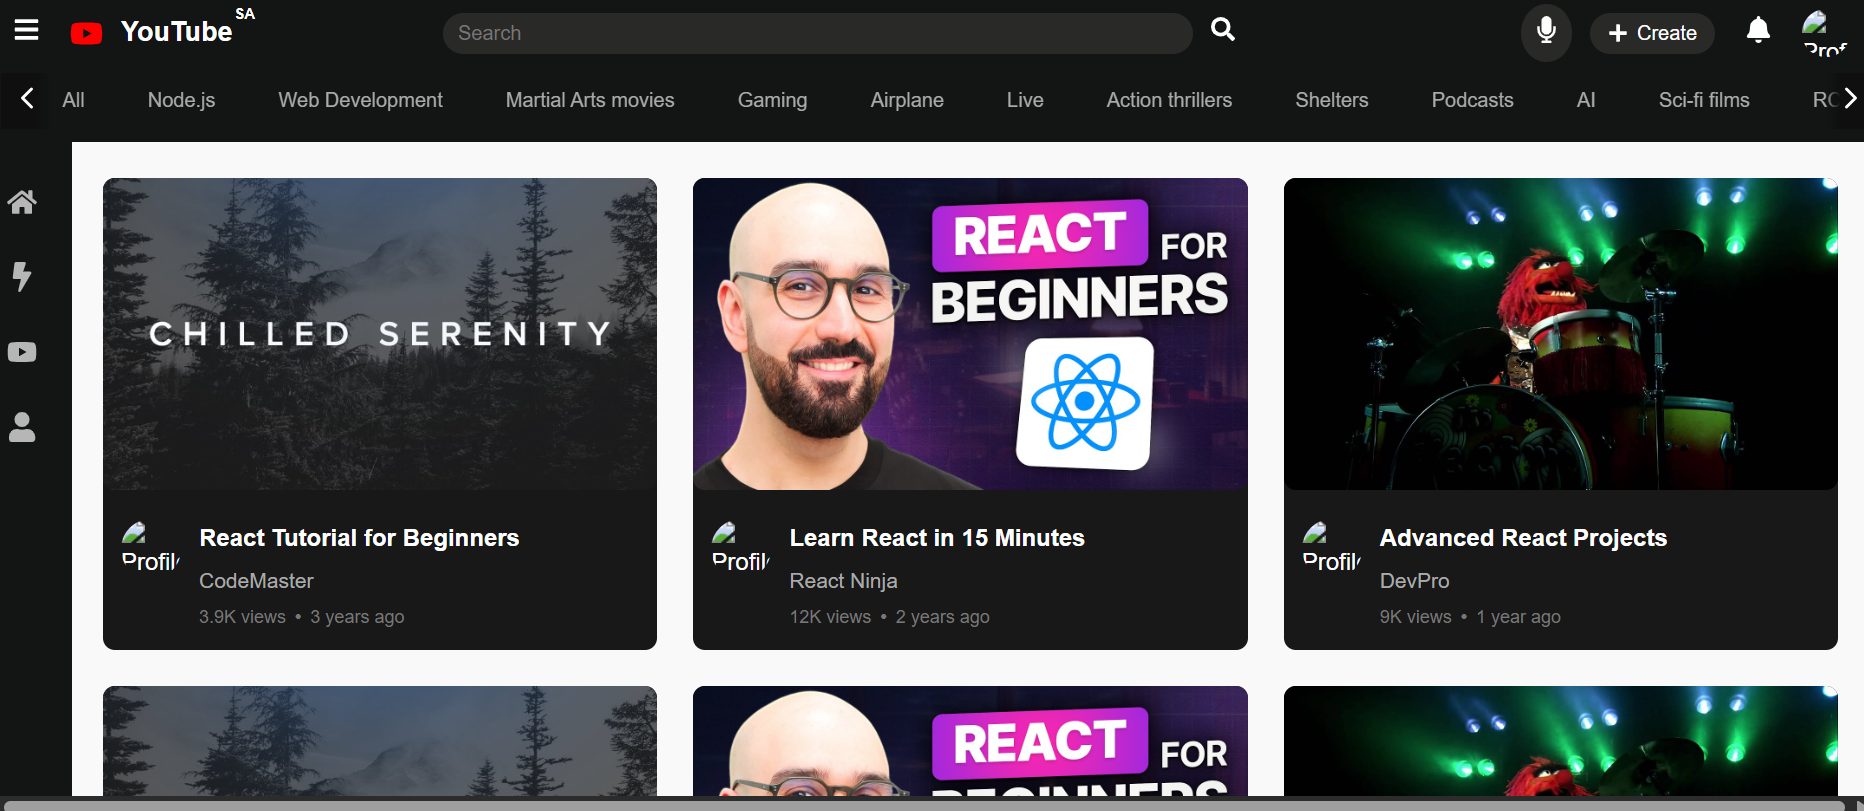 YouTube SA
Search
Create
Prof
All Node.js Web Development Martial Arts movies Gaming Airplane Live Action thrillers Shelters Podcasts AI Sci-fi films
CHILLED SERENITY
REACT FOR
BEGINNERS
Profil
React Tutorial for Beginners
CodeMaster
3.9K views • 3 years ago
Profil
Learn React in 15 Minutes
React Ninja
12K views • 2 years ago
Profil
Advanced React Projects
DevPro
9K views • 1 year ago
REACT FOR
BEGINNERS